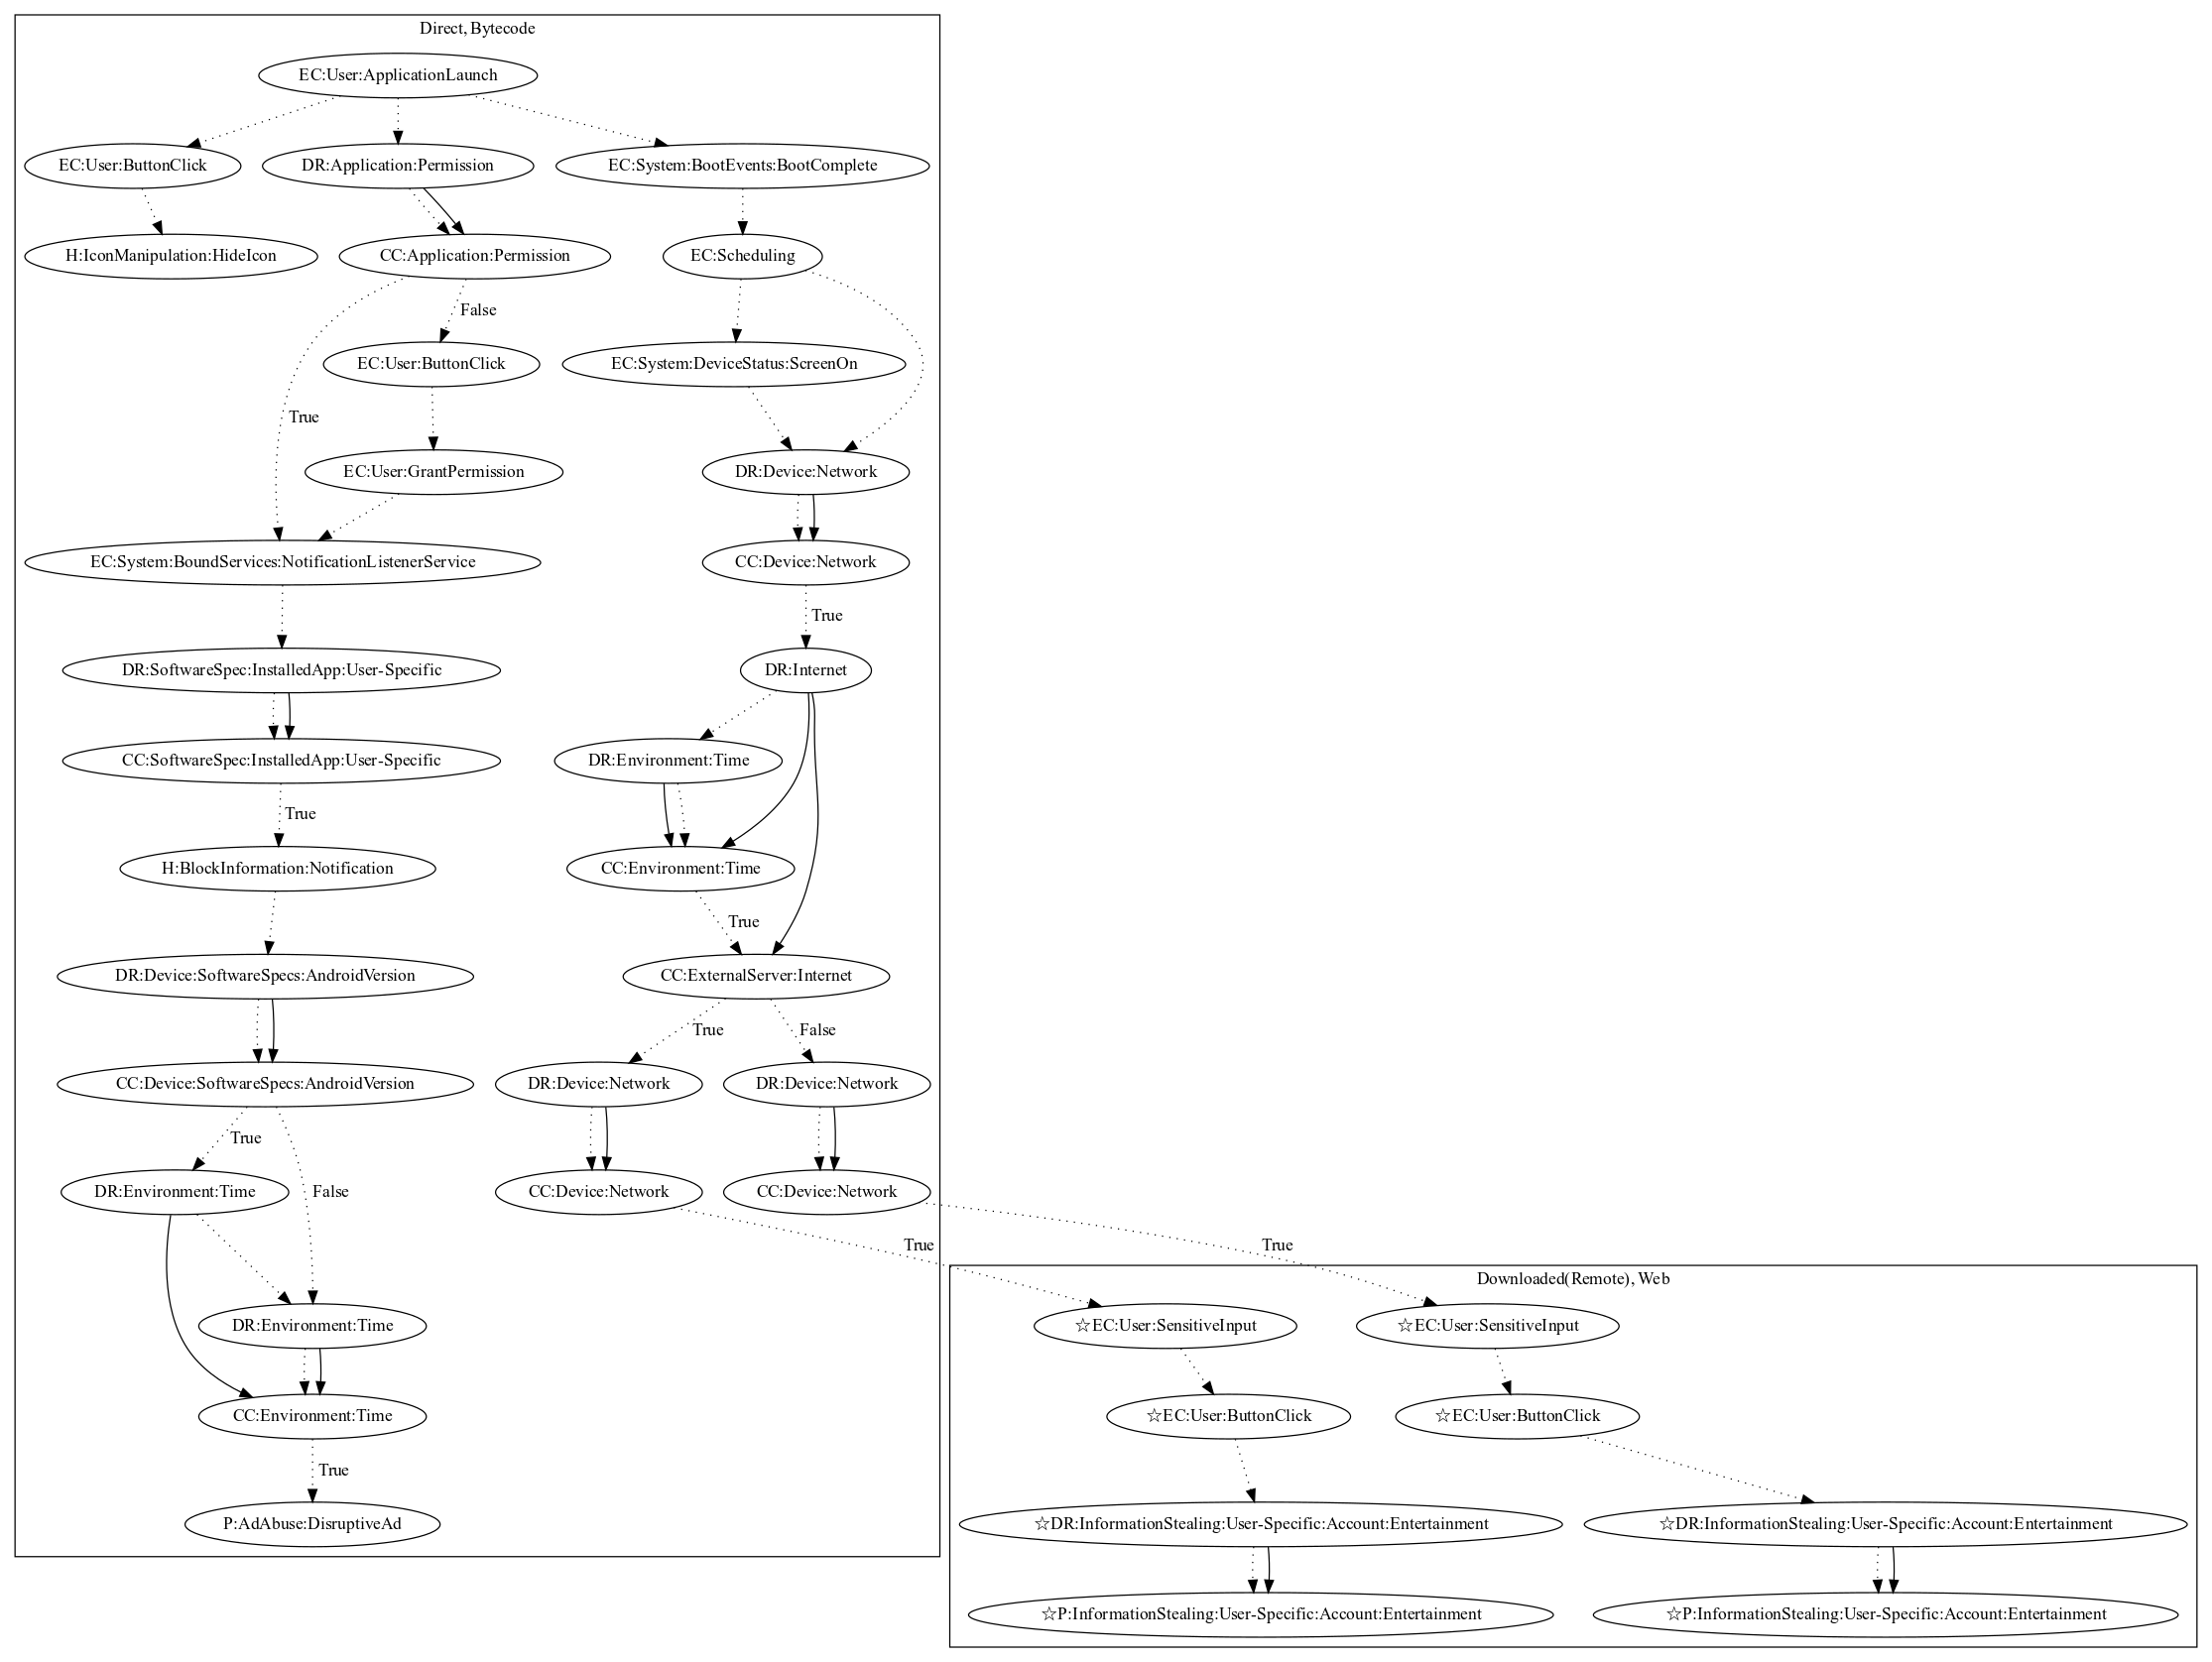 Direct, Bytecode
EC:User:ApplicationLaunch
EC:User:ButtonClick
DR:Application:Permission
EC:System:BootEvents:BootComplete
H:IconManipulation:HideIcon
CC:Application:Permission
EC:Scheduling
False
EC:User:ButtonClick
EC:System:DeviceStatus:ScreenOn
True
EC:User:GrantPermission
DR:Device:Network
EC:System:BoundServices:NotificationListenerService
CC:Device:Network
True
DR:SoftwareSpec:InstalledApp:User-Specific
DR:Internet
CC:SoftwareSpec:InstalledApp:User-Specific
DR:Environment:Time
True
H:BlockInformation:Notification
CC:Environment:Time
True
DR:Device:SoftwareSpecs:AndroidVersion
CC:ExternalServer:Internet
True
False
CC:Device:SoftwareSpecs:AndroidVersion
DR:Device:Network
DR:Device:Network
True
DR:Environment:Time
False
CC:Device:Network
CC:Device:Network
True
True
Downloaded(Remote), Web
DR:Environment:Time
☆EC:User:SensitiveInput
☆EC:User:SensitiveInput
CC:Environment:Time
☆EC:User:ButtonClick
☆EC:User:ButtonClick
True
P:AdAbuse:DisruptiveAd
☆DR:InformationStealing:User-Specific:Account:Entertainment
☆DR:InformationStealing:User-Specific:Account:Entertainment
☆P:InformationStealing:User-Specific:Account:Entertainment
☆P:InformationStealing:User-Specific:Account:Entertainment